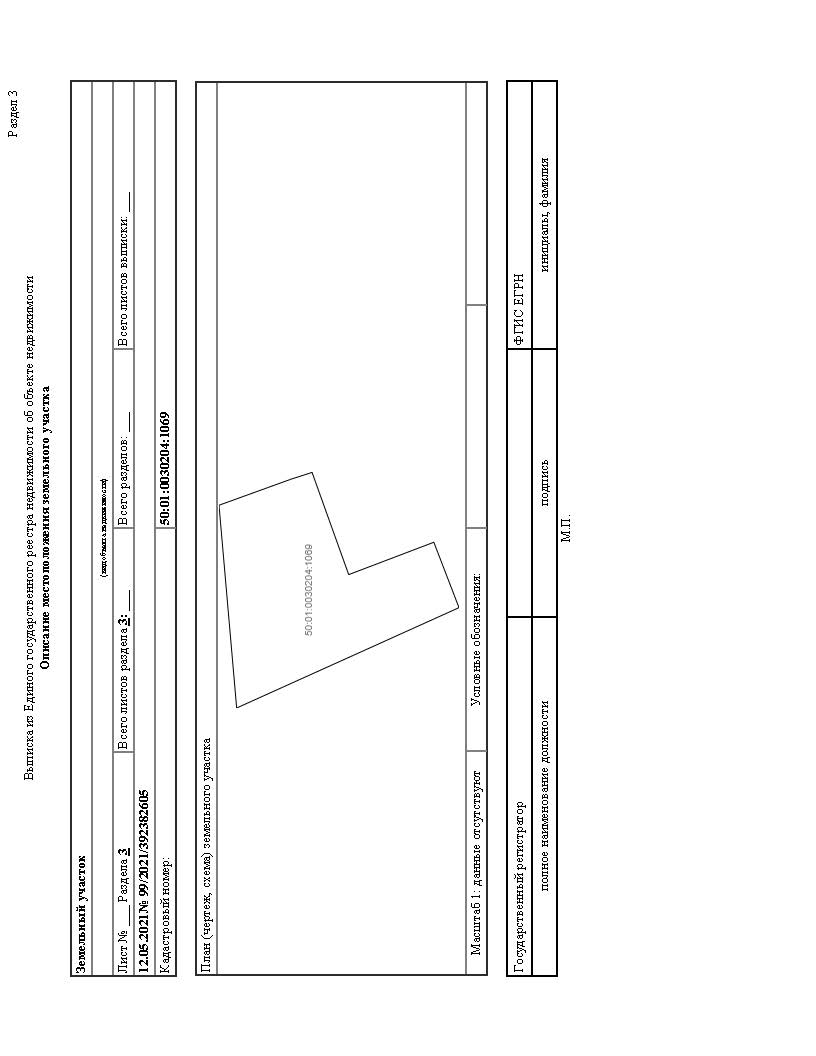 Раздел 3
Выписка из Единого государственного реестра недвижимости об объекте недвижимости
Описание местоположения земельного участка
Земельный участок
(вид объекта недвижимости)
Лист № ___ Раздела 3 Всего листов раздела 3: ___ Всего разделов: ___ Всего листов выписки: ___
12.05.2021№ 99/2021/392382605
Кадастровый номер: 50:01:0030204:1069
План (чертеж, схема) земельного участка
50:01:0030204:1069
Масштаб 1: данные отсутствуют Условные обозначения:
Государственный регистратор ФГИС ЕГРН
полное наименование должности подпись инициалы, фамилия
М.П.